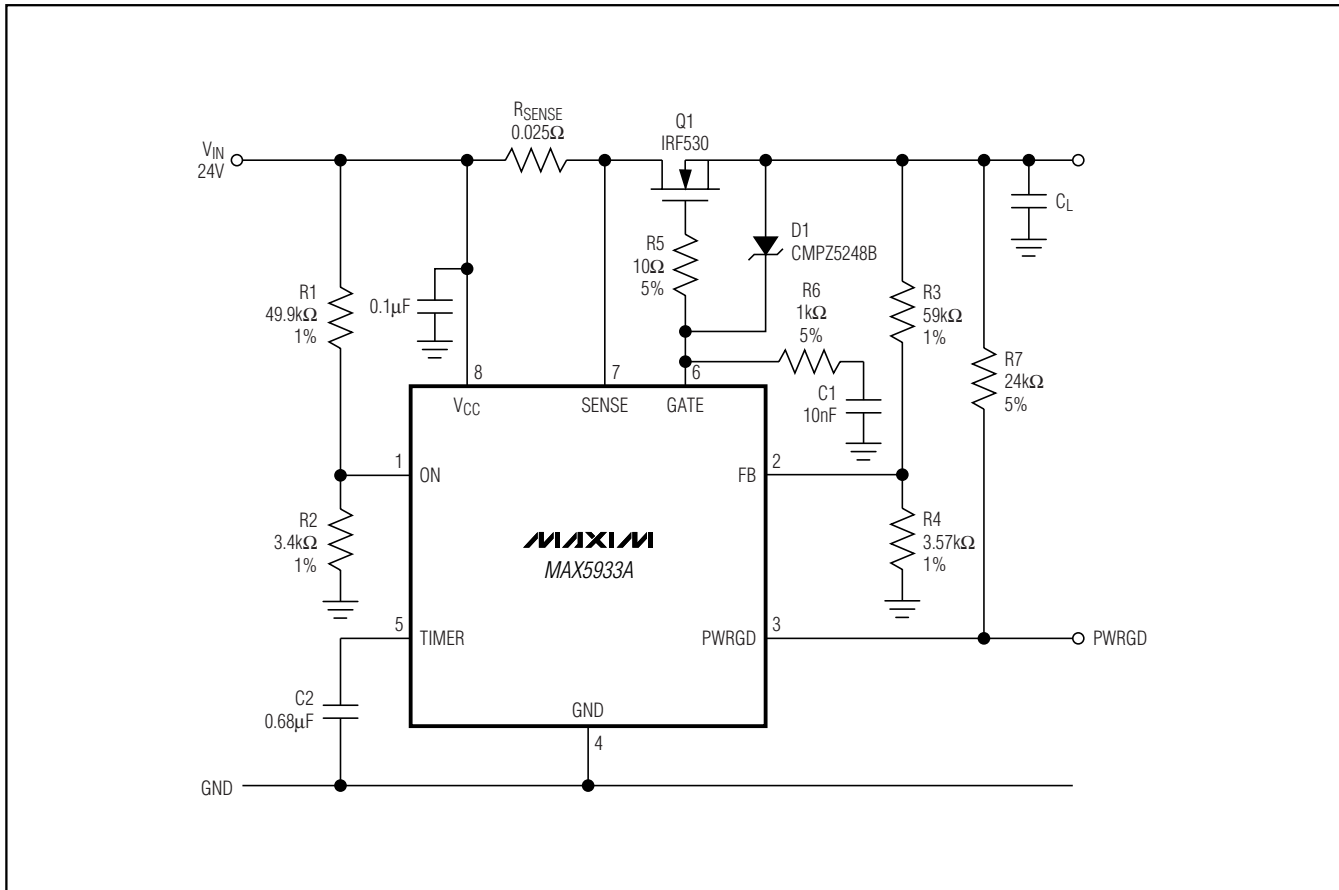 RSENSE
0.025Ω
Q1
IRF530
VIN
24V
CL
D1
CMPZ5248B
R5
10Ω
5%
R6
1kΩ
5%
R3
59kΩ
1%
R1
49.9kΩ
1%
0.1µF
R7
24kΩ
5%
C1
10nF
8
7
6
VCC
SENSE
GATE
1
ON
2
FB
R2
3.4kΩ
1%
R4
3.57kΩ
1%
MAXIM
MAX5933A
5
TIMER
3
PWRGD
PWRGD
C2
0.68µF
GND
4
GND